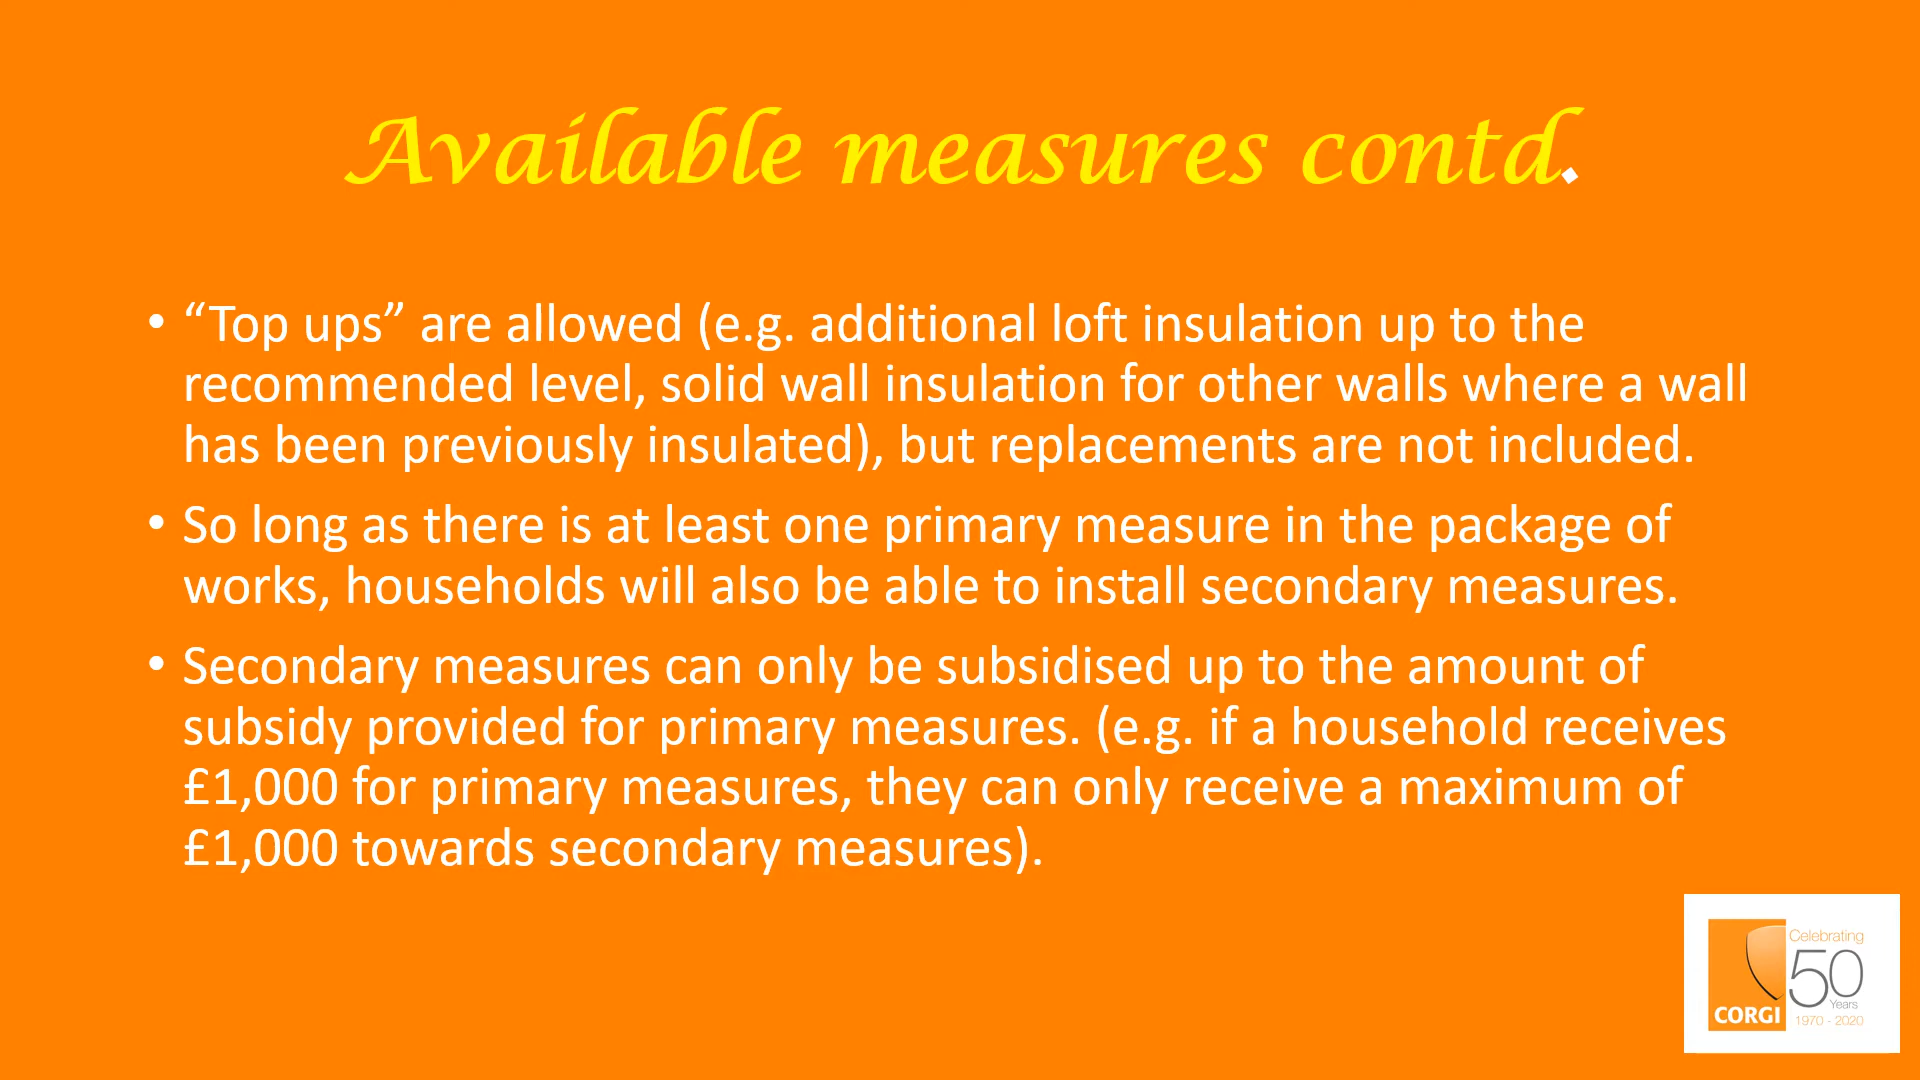 Available measures contd.
• “Top ups” are allowed (e.g. additional loft insulation up to the
recommended level, solid wall insulation for other walls where a wall
has been previously insulated), but replacements are not included.
• So long as there is at least one primary measure in the package of
works, households will also be able to install secondary measures.
• Secondary measures can only be subsidised up to the amount of
subsidy provided for primary measures. (e.g. if a household receives
£1,000 for primary measures, they can only receive a maximum of
£1,000 towards secondary measures).
Celebrating
50
Years
CORGI
1970 - 2020